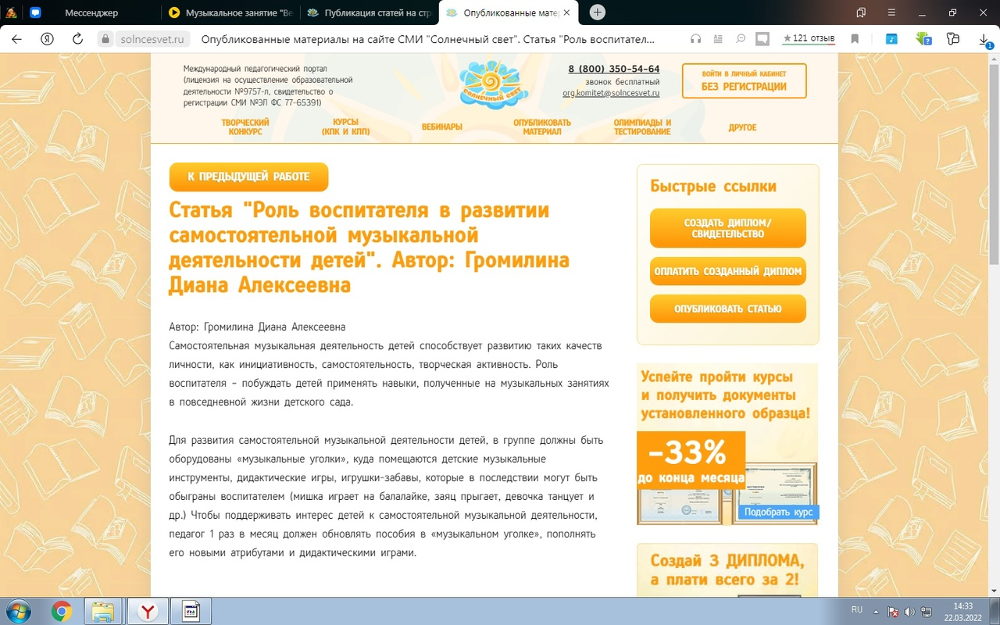 Мессенджер
Музыкальное занятие "Ве
Публикация статей на стр
Опубликованные матер
solncesvet.ru
Опубликованные материалы на сайте СМИ "Солнечный свет". Статья "Роль воспитател...
121 отзыв
1
Международный педагогический портал
(лицензия на осуществление образовательной
деятельности №9757-л, свидетельство о
регистрации СМИ №ЭЛ ФС 77-65391)
СОЛНЕЧНЫЙ СВЕТ
8 (800) 350-54-64
звонок бесплатный
org.komitet@solncesvet.ru
ВОЙТИ В ЛИЧНЫЙ КАБИНЕТ
БЕЗ РЕГИСТРАЦИИ
ТВОРЧЕСКИЙ
КОНКУРС
КУРСЫ
(КПК И КПП)
ВЕБИНАРЫ
ОПУБЛИКОВАТЬ
МАТЕРИАЛ
ОЛИМПИАДЫ И
ТЕСТИРОВАНИЕ
ДРУГОЕ
К ПРЕДЫДУЩЕЙ РАБОТЕ
Статья "Роль воспитателя в развитии
самостоятельной музыкальной
деятельности детей". Автор: Громилина
Диана Алексеевна
Автор: Громилина Диана Алексеевна
Самостоятельная музыкальная деятельность детей способствует развитию таких качеств
личности, как инициативность, самостоятельность, творческая активность. Роль
воспитателя – побуждать детей применять навыки, полученные на музыкальных занятиях
в повседневной жизни детского сада.
Для развития самостоятельной музыкальной деятельности детей, в группе должны быть
оборудованы «музыкальные уголки», куда помещаются детские музыкальные
инструменты, дидактические игры, игрушки-забавы, которые в последствии могут быть
обыграны воспитателем (мишка играет на балалайке, заяц прыгает, девочка танцует и
др.) Чтобы поддерживать интерес детей к самостоятельной музыкальной деятельности,
педагог 1 раз в месяц должен обновлять пособия в «музыкальном уголке», пополнять
его новыми атрибутами и дидактическими играми.
Быстрые ссылки
СОЗДАТЬ ДИПЛОМ/
СВИДЕТЕЛЬСТВО
ОПЛАТИТЬ СОЗДАННЫЙ ДИПЛОМ
ОПУБЛИКОВАТЬ СТАТЬЮ
Успейте пройти курсы
и получить документы
установленного образца!
-33%
до конца месяца
Подобрать курс
Создай 3 ДИПЛОМА,
а плати всего за 2!
RU
14:33
22.03.2022